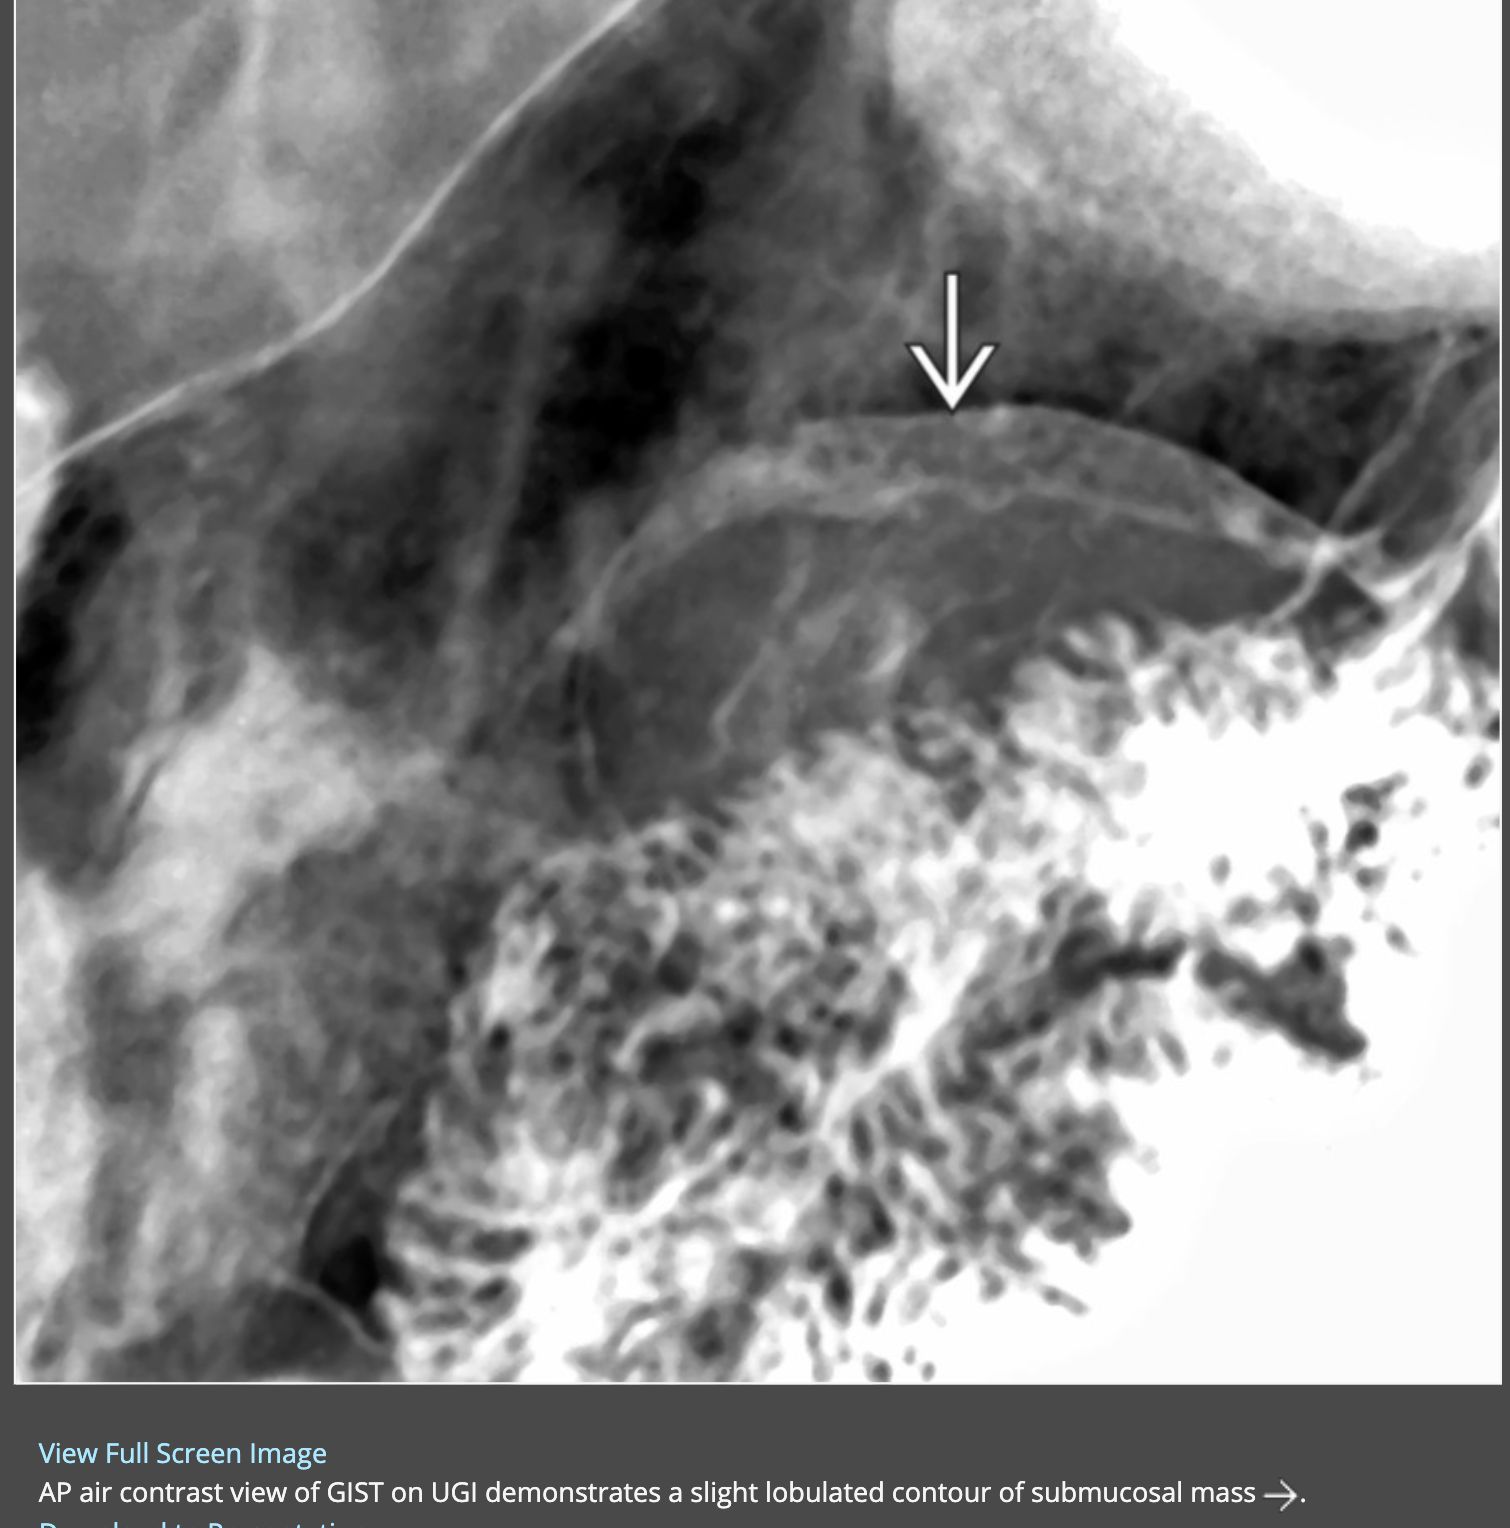 View Full Screen Image
AP air contrast view of GIST on UGI demonstrates a slight lobulated contour of submucosal mass →.